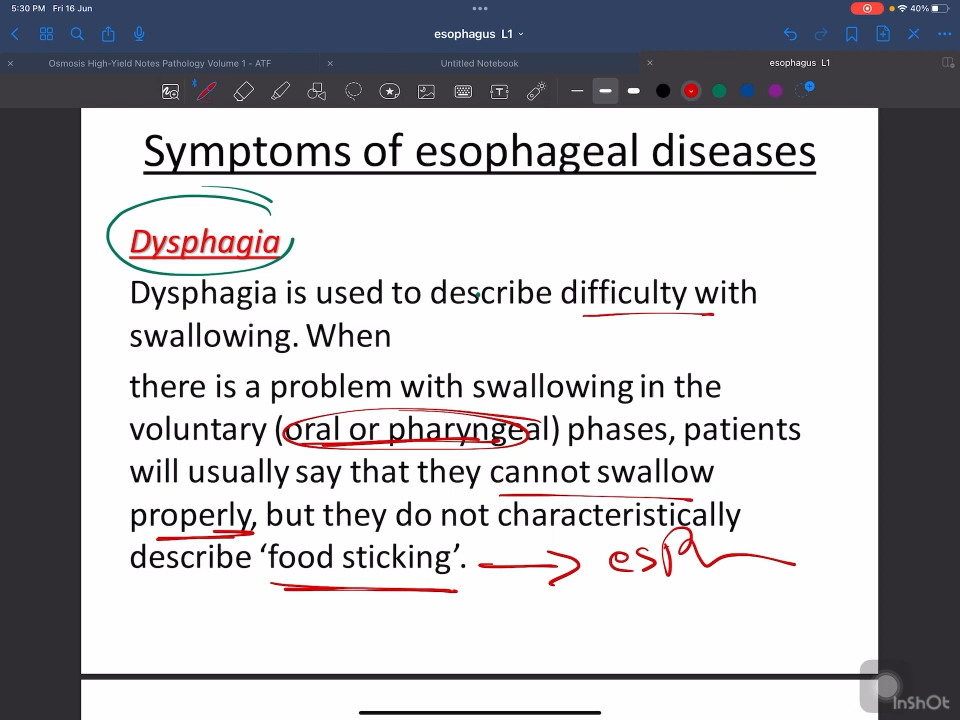 5:30 PM Fri 16 Jun
40%
esophagus L1
Osmosis High-Yield Notes Pathology Volume 1 - ATF
Untitled Notebook
esophagus L1
Symptoms of esophageal diseases
Dysphagia
Dysphagia is used to describe difficulty with
swallowing. When
there is a problem with swallowing in the
voluntary (oral or pharyngeal) phases, patients
will usually say that they cannot swallow
properly, but they do not characteristically
describe ‘food sticking’.
InShOt